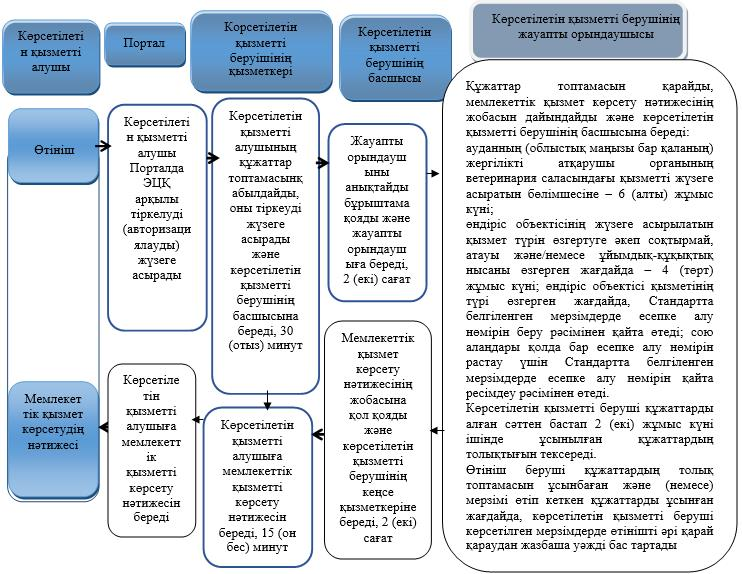 Көрсетілеті
н қызметті
алушы
Портал
Көрсетілетін
қызметті
берушінің
қызметкері
Көрсетілетін
қызметті
берушінің
басшысы
Көрсетілетін қызметті берушінің
жауапты орындаушысы
Өтініш
Көрсетілеті
н қызметті
алушы
Порталда
ЭЦҚ
арқылы
тіркелуді
(авторизаци
ялауды)
жүзеге
асырады
Көрсетілетін
қызметті
алушының
құжаттар
топтамасынқ
абылдайды,
оны тіркеуді
жүзеге
асырады
және
көрсетілетін
қызметті
берушінің
басшысына
береді, 30
(отыз) минут
Жауапты
орындауш
ыны
анықтайды
бұрыштама
қояды және
жауапты
орындауш
ыға береді,
2 (екі) сағат
Құжаттар топтамасын қарайды,
мемлекеттік қызмет көрсету нәтижесінің
жобасын дайындайды және көрсетілетін
қызметті берушінің басшысына береді:
ауданның (облыстық маңызы бар қаланың)
жергілікті атқарушы органының
ветеринария саласындағы қызметті жүзеге
асыратын бөлімшесіне – 6 (алты) жұмыс
күні;
өндіріс объектісінің жүзеге асырылатын
қызмет түрін өзгертуге әкеп соқтырмай,
атауы және/немесе ұйымдық-құқықтық
нысаны өзгерген жағдайда – 4 (төрт)
жұмыс күні; өндіріс объектісі қызметінің
түрі өзгерген жағдайда, Стандартта
белгіленген мерзімдерде есепке алу
нөмірін беру рәсімінен қайта өтеді; сою
алаңдары қолда бар есепке алу нөмірін
растау үшін Стандартта белгіленген
мерзімдерде есепке алу нөмірін қайта
ресімдеу рәсімінен өтеді.
Көрсетілетін қызметті беруші құжаттарды
алған сәттен бастап 2 (екі) жұмыс күні
ішінде ұсынылған құжаттардың
толықтығын тексереді.
Өтініш беруші құжаттардың толық
топтамасын ұсынбаған және (немесе)
мерзімі өтіп кеткен құжаттарды ұсынған
жағдайда, көрсетілетін қызметті беруші
көрсетілген мерзімдерде өтінішті әрі қарай
қараудан жазбаша уәжді бас тартады
Мемлекет
тік қызмет
көрсетудің
нәтижесі
Көрсетіле
тін
қызметті
алушыға
мемлекетт
ік
қызметті
көрсету
нәтижесін
береді
Көрсетілетін
қызметті
алушыға
мемлекеттік
қызметті
көрсету
нәтижесін
береді, 15 (он
бес) минут
Мемлекеттік
қызмет
көрсету
нәтижесінің
жобасына
қол қояды
және
көрсетілетін
қызметті
берушінің
кеңсе
қызметкеріне
береді, 2 (екі)
сағат